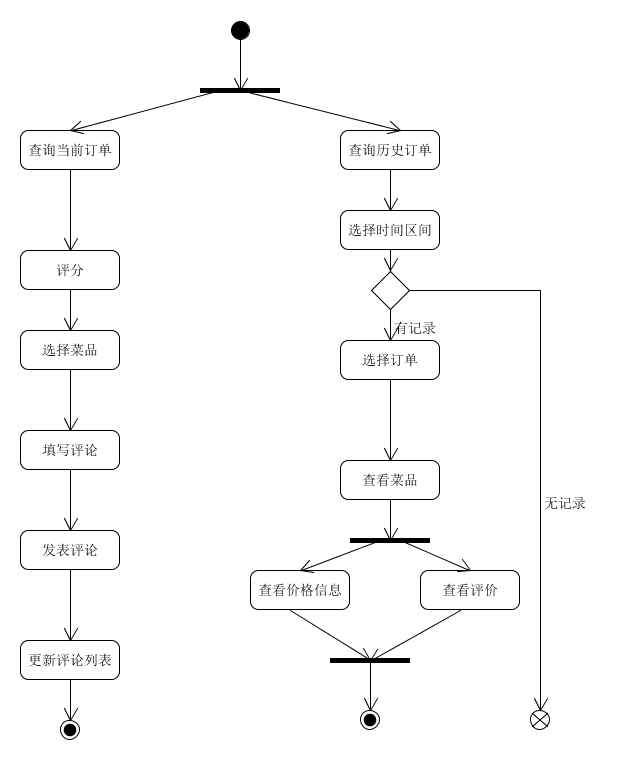 查询当前订单
查询历史订单
选择时间区间
评分
有记录
选择菜品
选择订单
填写评论
查看菜品
无记录
发表评论
查看价格信息
查看评价
更新评论列表